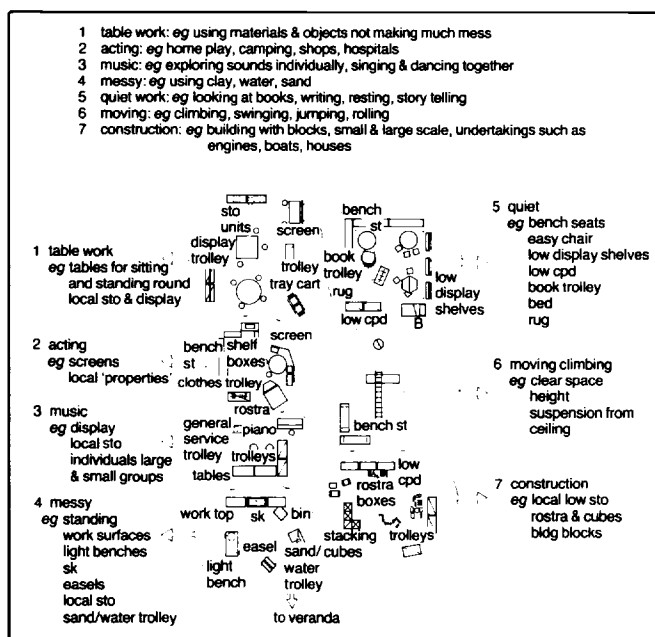 1 table work: eg using materials & objects not making much mess
2 acting: eg home play, camping, shops, hospitals
3 music: eg exploring sounds individually, singing & dancing together
4 messy: eg using clay, water, sand
5 quiet work: eg looking at books, writing, resting, story telling
6 moving: eg climbing, swinging, jumping, rolling
7 construction: eg building with blocks, small & large scale, undertakings such as
engines, boats, houses
1 table work
eg tables for sitting
and standing round
local sto & display
2 acting
eg screens
local 'properties'
3 music
eg display
local sto
individuals large
& small groups
4 messy
eg standing
work surfaces
light benches
sk
easels
local sto
sand/water trolley
sto
units
display
trolley
screen
trolley
tray cart
bench
st
shelf
boxes
screen
clothes trolley
rostra
general
service
trolley
piano
trolleys
tables
work top
sk
bin
light
bench
easel
sand/
water
trolley
to veranda
bench
st
book
trolley
rug
low
display
shelves
low cpd
B
bench st
low
cpd
rostra
boxes
stacking
cubes
trolleys
5 quiet
eg bench seats
easy chair
low display shelves
low cpd
book trolley
bed
rug
6 moving climbing
eg clear space
height
suspension from
ceiling
7 construction
eg local low sto
rostra & cubes
bldg blocks